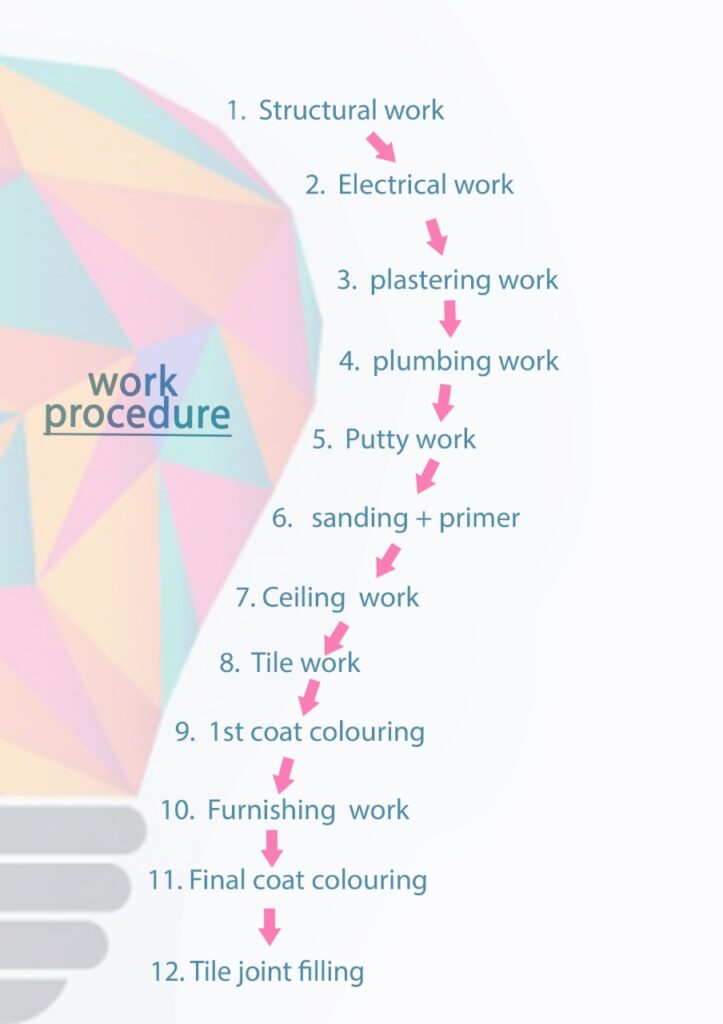 work
procedure
1. Structural work
2. Electrical work
3. plastering work
4. plumbing work
5. Putty work
6. sanding + primer
7. Ceiling work
8. Tile work
9. 1st coat colouring
10. Furnishing work
11. Final coat colouring
12. Tile joint filling